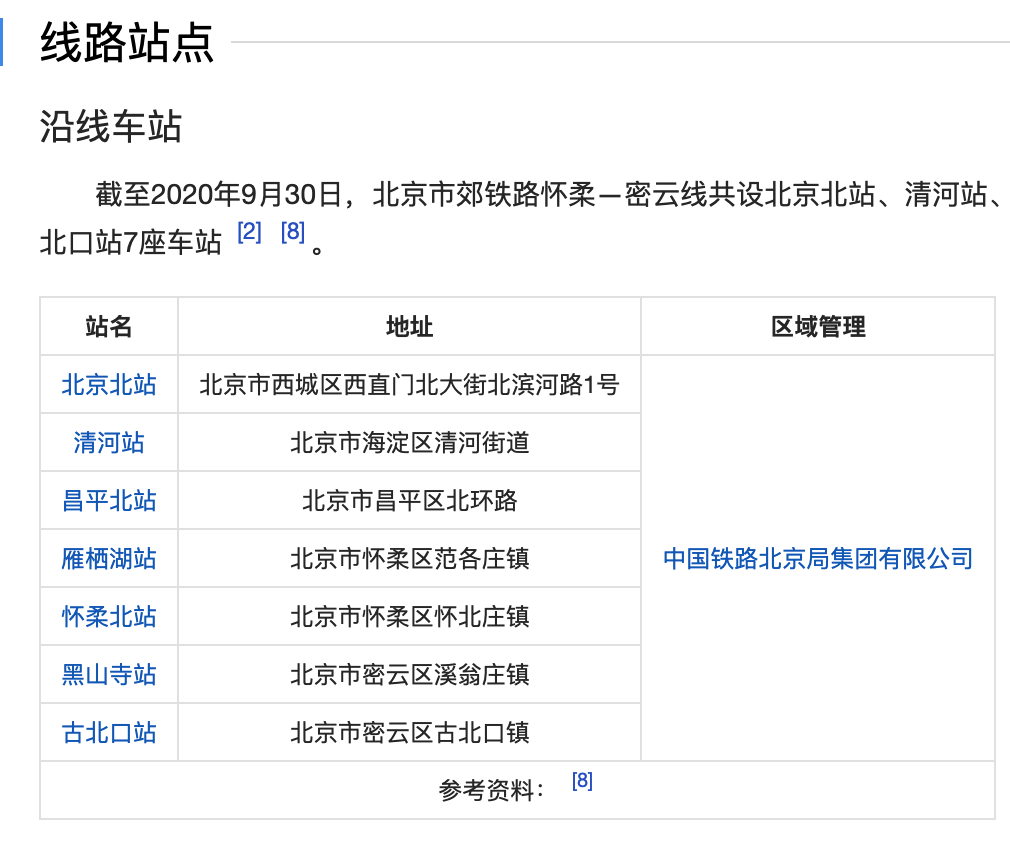 线路站点
沿线车站
截至2020年9月30日，北京市郊铁路怀柔—密云线共设北京北站、清河站、
北口站7座车站 [2] [8] 。
站名 地址 区域管理
北京北站 北京市西城区西直门北大街北滨河路1号
清河站 北京市海淀区清河街道
昌平北站 北京市昌平区北环路
雁栖湖站 北京市怀柔区范各庄镇 中国铁路北京局集团有限公司
怀柔北站 北京市怀柔区怀北庄镇
黑山寺站 北京市密云区溪翁庄镇
古北口站 北京市密云区古北口镇
参考资料： [8]